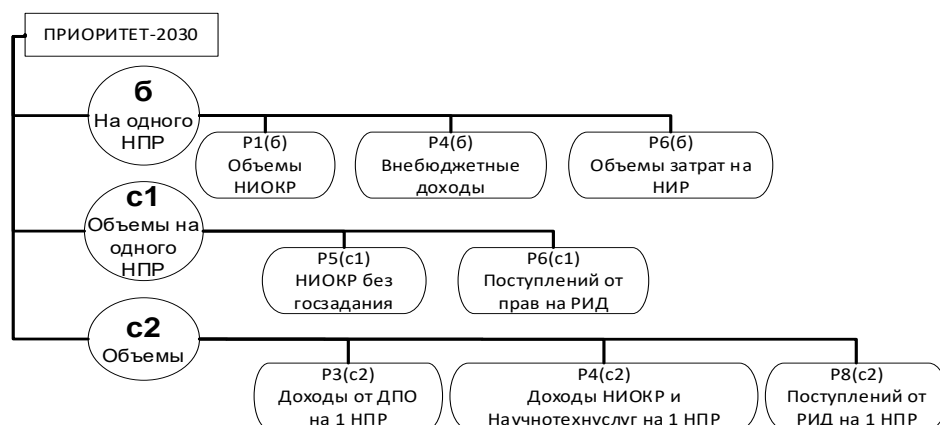 ПРИОРИТЕТ-2030
б
На одного
НПР
Р1(б)
Объемы
НИОКР
Р4(б)
Внебюджетные
доходы
Р6(б)
Объемы затрат на
НИР
с1
Объемы на
одного
НПР
Р5(с1)
НИОКР без
госзадания
Р6(с1)
Поступлений от
прав на РИД
с2
Объемы
Р3(с2)
Доходы от ДПО
на 1 НПР
Р4(с2)
Доходы НИОКР и
Научнотехнуслуг на 1 НПР
Р8(с2)
Поступлений от
РИД на 1 НПР